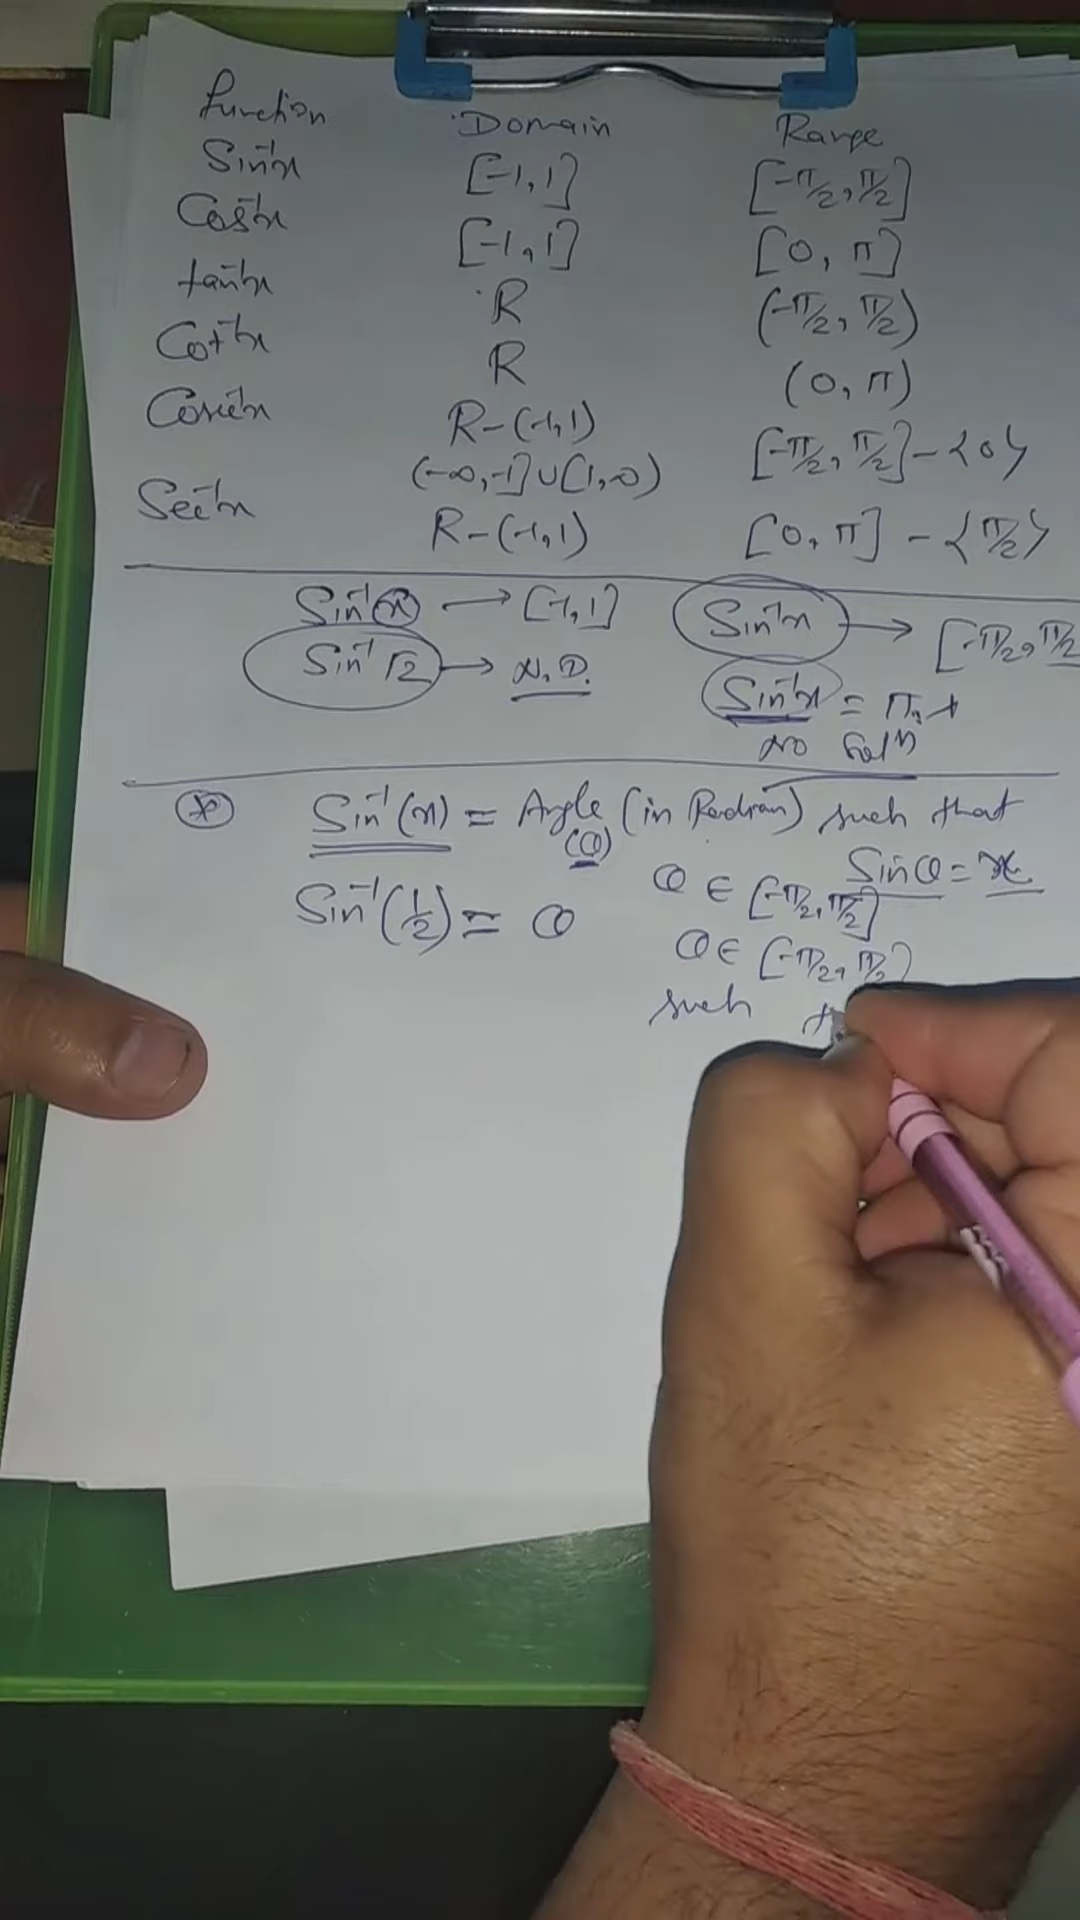 Function Domain Range
Sin⁻¹x [-1,1] [-π/2, π/2]
Cos⁻¹x [-1,1] [0, π]
tan⁻¹x R (-π/2, π/2)
Cot⁻¹x R (0, π)
Cosec⁻¹x R-(-1,1) [-π/2, π/2]-{0}
(-∞,-1]∪[1,∞)
Sec⁻¹x R-(-1,1) [0, π] - {π/2}
Sin⁻¹(x) → [-1,1] Sin⁻¹x → [-π/2, π/2
Sin⁻¹√2 → N.D. Sin⁻¹x = π
No Solⁿ
Sin⁻¹(x) = Angle (in Radian) such that
(θ) Sinθ = x
θ ∈ [-π/2, π/2]
Sin⁻¹(1/2) = θ θ ∈ [-π/2, π/2]
such